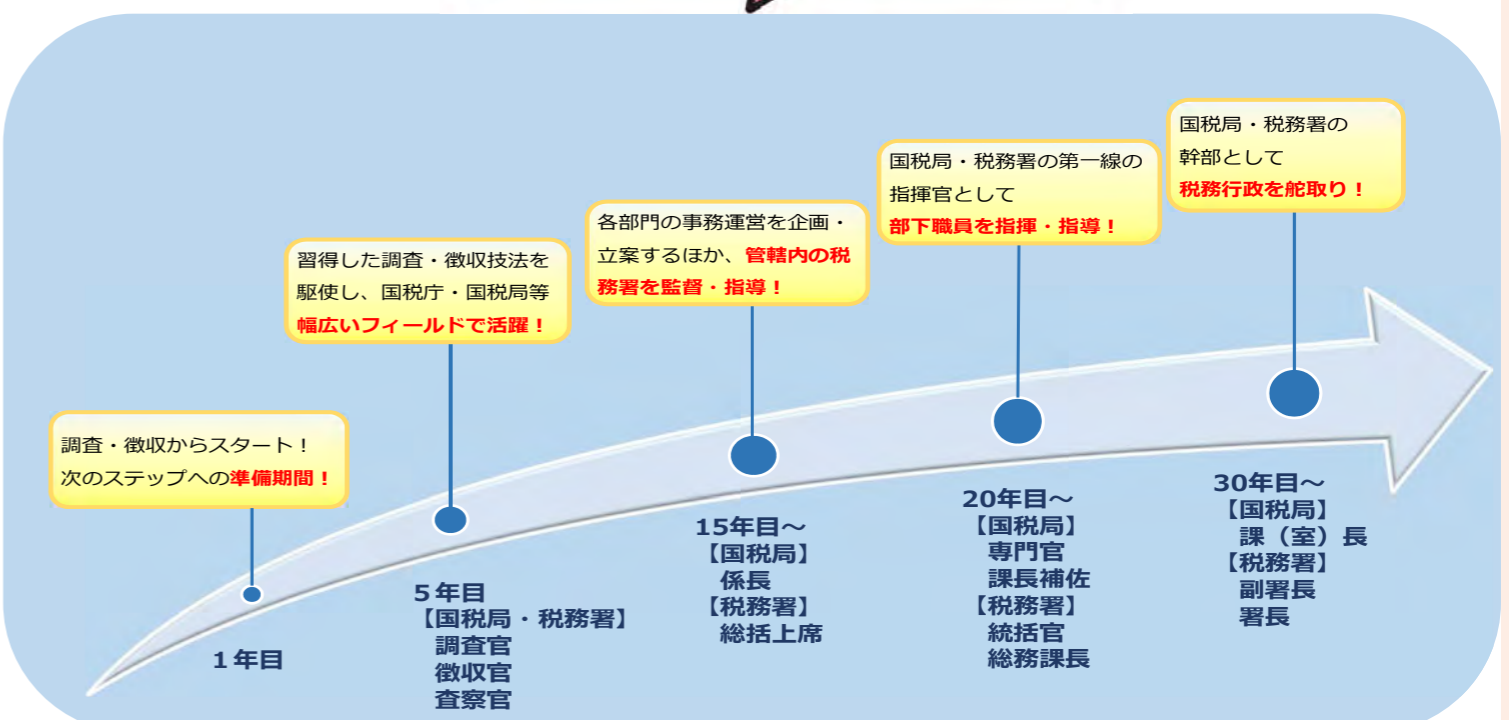 調査・徴収からスタート！
次のステップへの準備期間！
１年目
習得した調査・徴収技法を
駆使し、国税庁・国税局等
幅広いフィールドで活躍！
５年目
【国税局・税務署】
調査官
徴収官
査察官
各部門の事務運営を企画・
立案するほか、管轄内の税
務署を監督・指導！
15年目～
【国税局】
係長
【税務署】
総括上席
国税局・税務署の第一線の
指揮官として
部下職員を指揮・指導！
20年目～
【国税局】
専門官
課長補佐
【税務署】
統括官
総務課長
国税局・税務署の
幹部として
税務行政を舵取り！
30年目～
【国税局】
課（室）長
【税務署】
副署長
署長